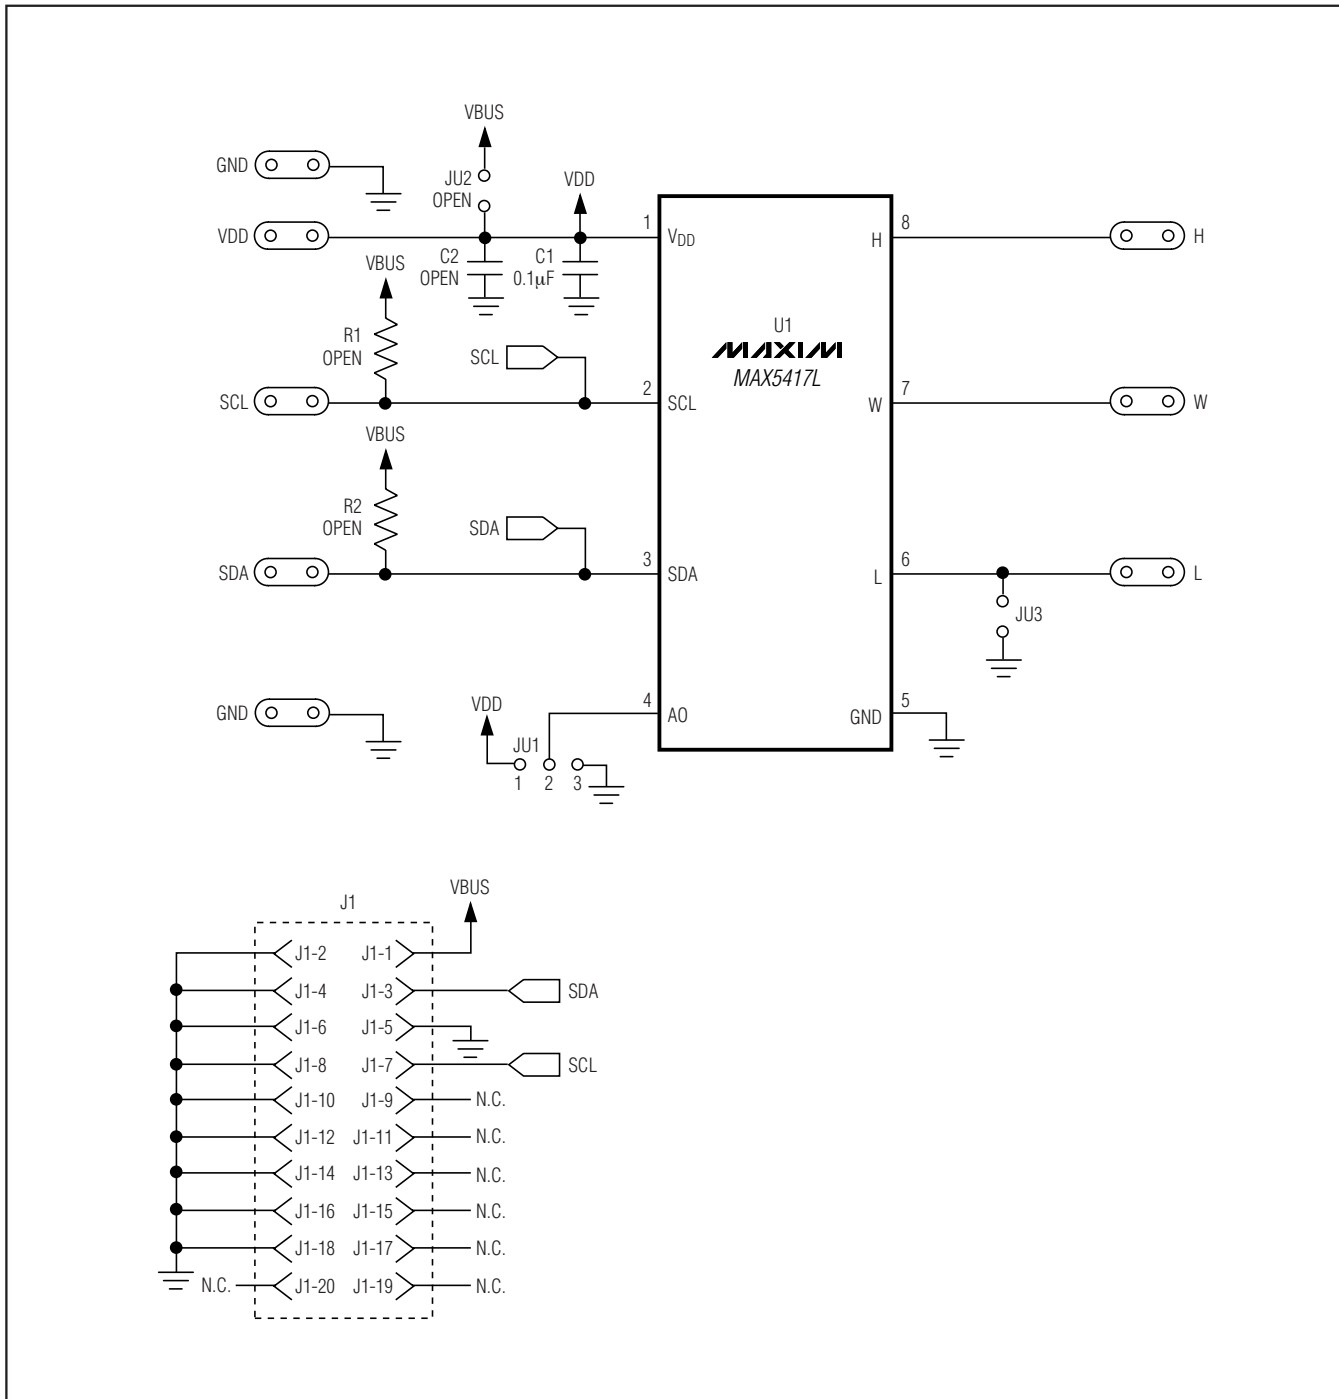 VBUS
GND
JU2
OPEN
VDD
VDD
1
VDD
8
H
H
VBUS
C2
OPEN
C1
0.1µF
R1
OPEN
SCL
U1
MAXIM
MAX5417L
SCL
2
SCL
7
W
W
VBUS
R2
OPEN
SDA
SDA
3
SDA
6
L
L
JU3
GND
VDD
4
A0
5
GND
JU1
1 2 3
J1
VBUS
J1-2 J1-1
J1-4 J1-3 SDA
J1-6 J1-5
J1-8 J1-7 SCL
J1-10 J1-9 N.C.
J1-12 J1-11 N.C.
J1-14 J1-13 N.C.
J1-16 J1-15 N.C.
J1-18 J1-17 N.C.
N.C. J1-20 J1-19 N.C.